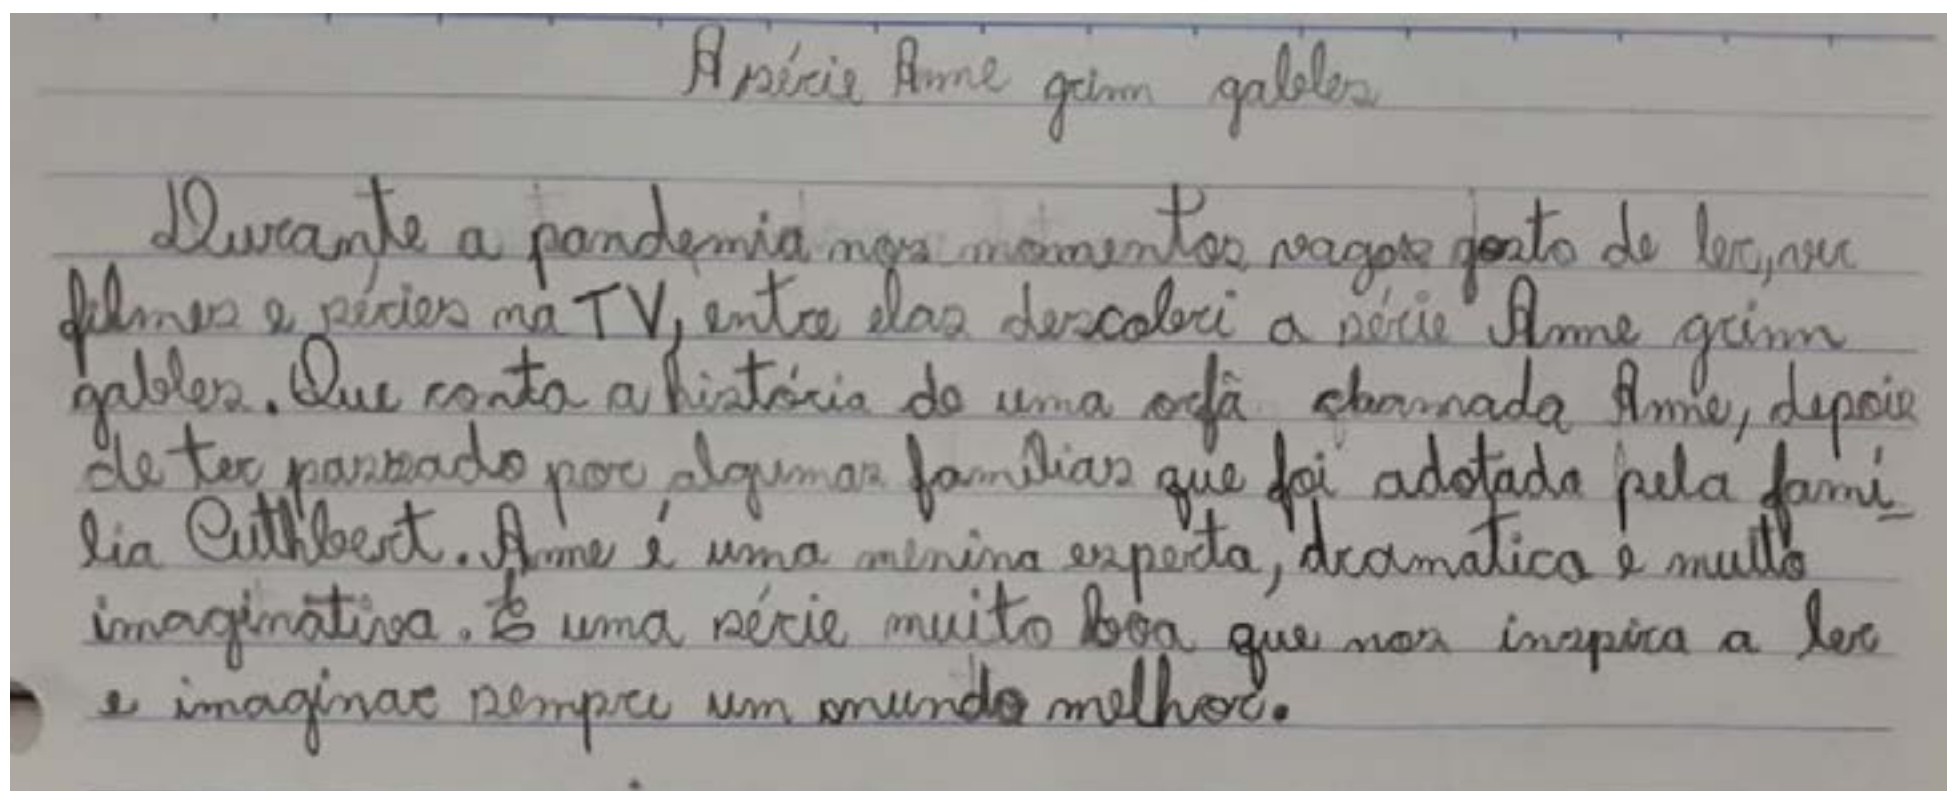 A série Anne grinn gables
Durante a pandemia nos momentos vagos gosto de ler, ver
filmes e séries na TV, entre elas descobri a série Anne grinn
gables. Que conta a história de uma orfã chamada Anne, depois
de ter passado por algumas famílias que foi adotada pela famí-
lia Cuthbert. Anne é uma menina esperta, dramatica e muito
imaginativa. É uma série muito boa que nos inspira a ler
e imaginar sempre um mundo melhor.